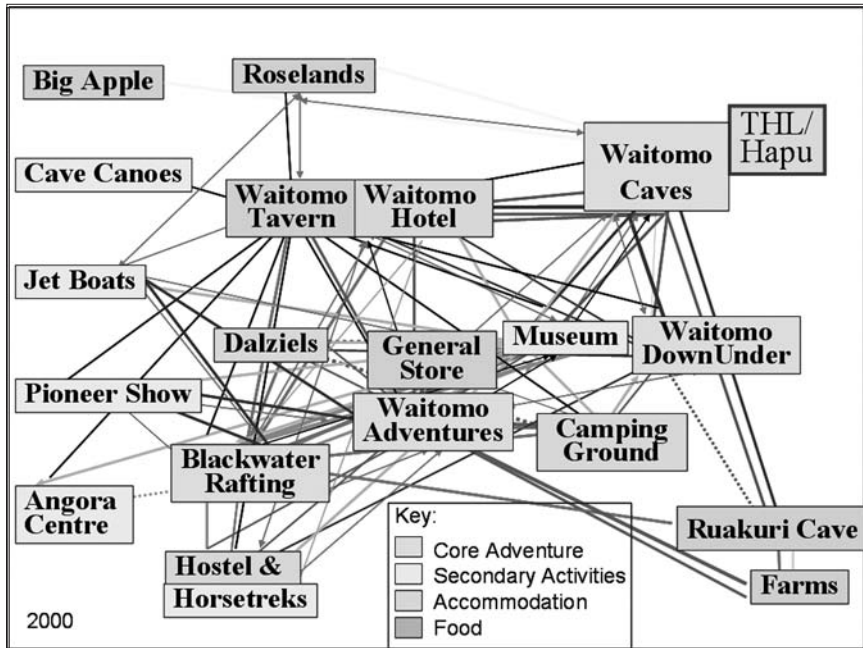 Big Apple
Roselands
THL/
Hapu
Waitomo
Caves
Cave Canoes
Waitomo
Tavern
Waitomo
Hotel
Jet Boats
Dalziels
General
Store
Museum
Waitomo
DownUnder
Pioneer Show
Waitomo
Adventures
Camping
Ground
Blackwater
Rafting
Angora
Centre
Ruakuri Cave
Hostel &
Horsetreks
Farms
Key:
Core Adventure
Secondary Activities
Accommodation
Food
2000